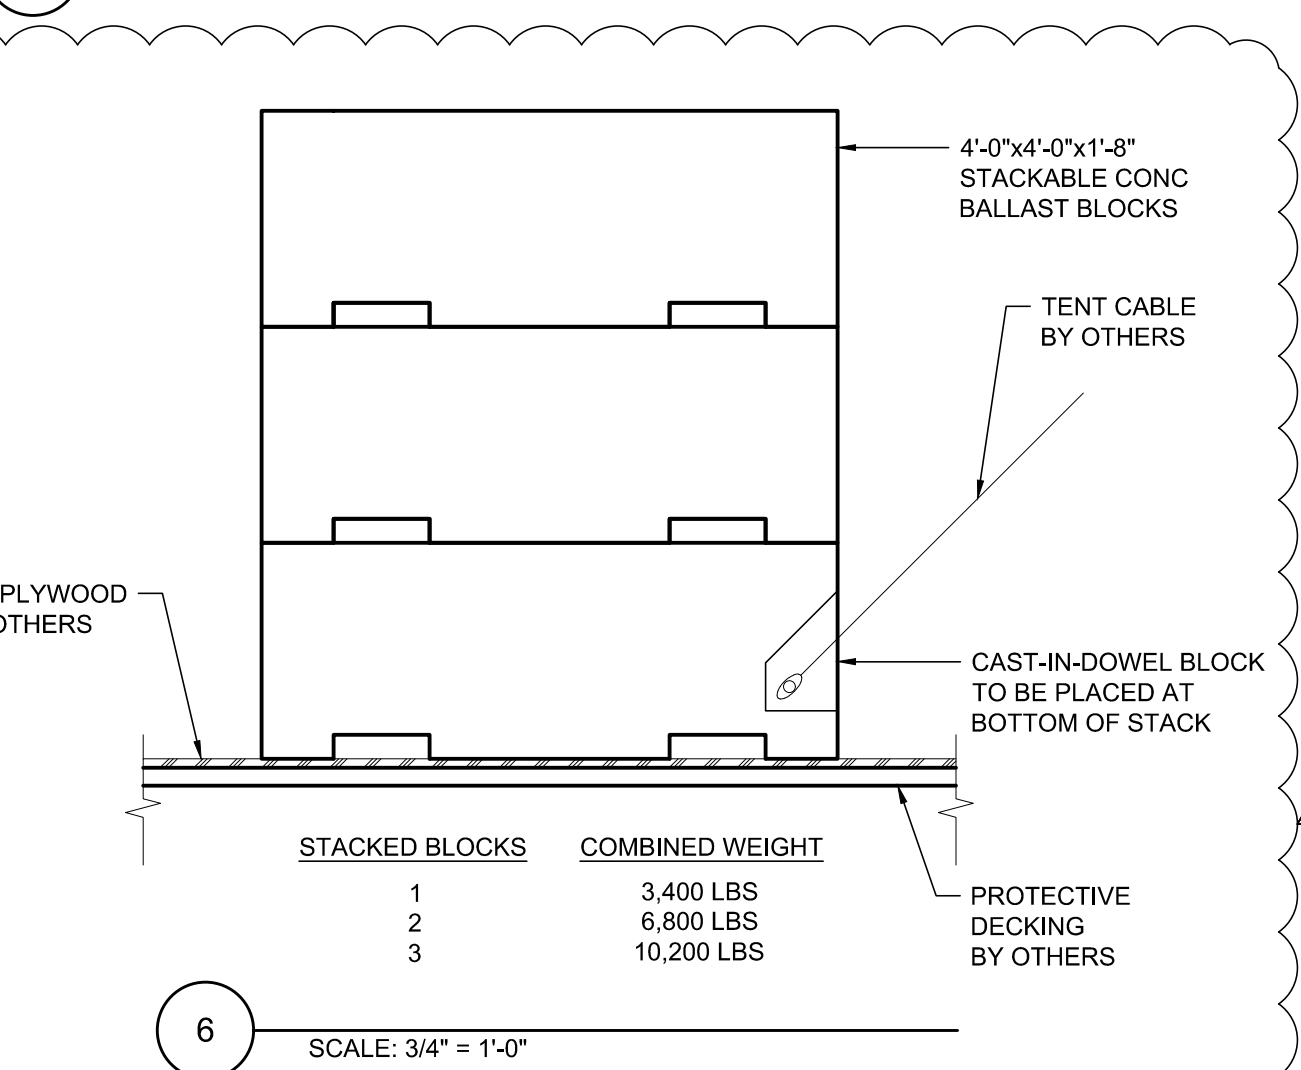 4'-0"x4'-0"x1'-8"
STACKABLE CONC
BALLAST BLOCKS
TENT CABLE
BY OTHERS
PLYWOOD
OTHERS
CAST-IN-DOWEL BLOCK
TO BE PLACED AT
BOTTOM OF STACK
STACKED BLOCKS COMBINED WEIGHT
1 3,400 LBS
2 6,800 LBS
3 10,200 LBS
PROTECTIVE
DECKING
BY OTHERS
6
SCALE: 3/4" = 1'-0"